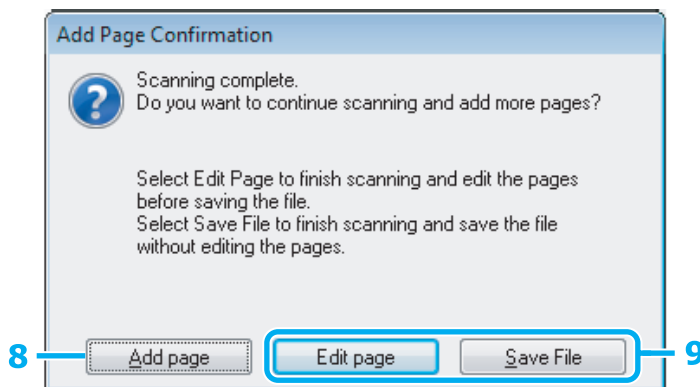 Add Page Confirmation
Scanning complete.
Do you want to continue scanning and add more pages?
Select Edit Page to finish scanning and edit the pages
before saving the file.
Select Save File to finish scanning and save the file
without editing the pages.
8 Add page Edit page Save File 9